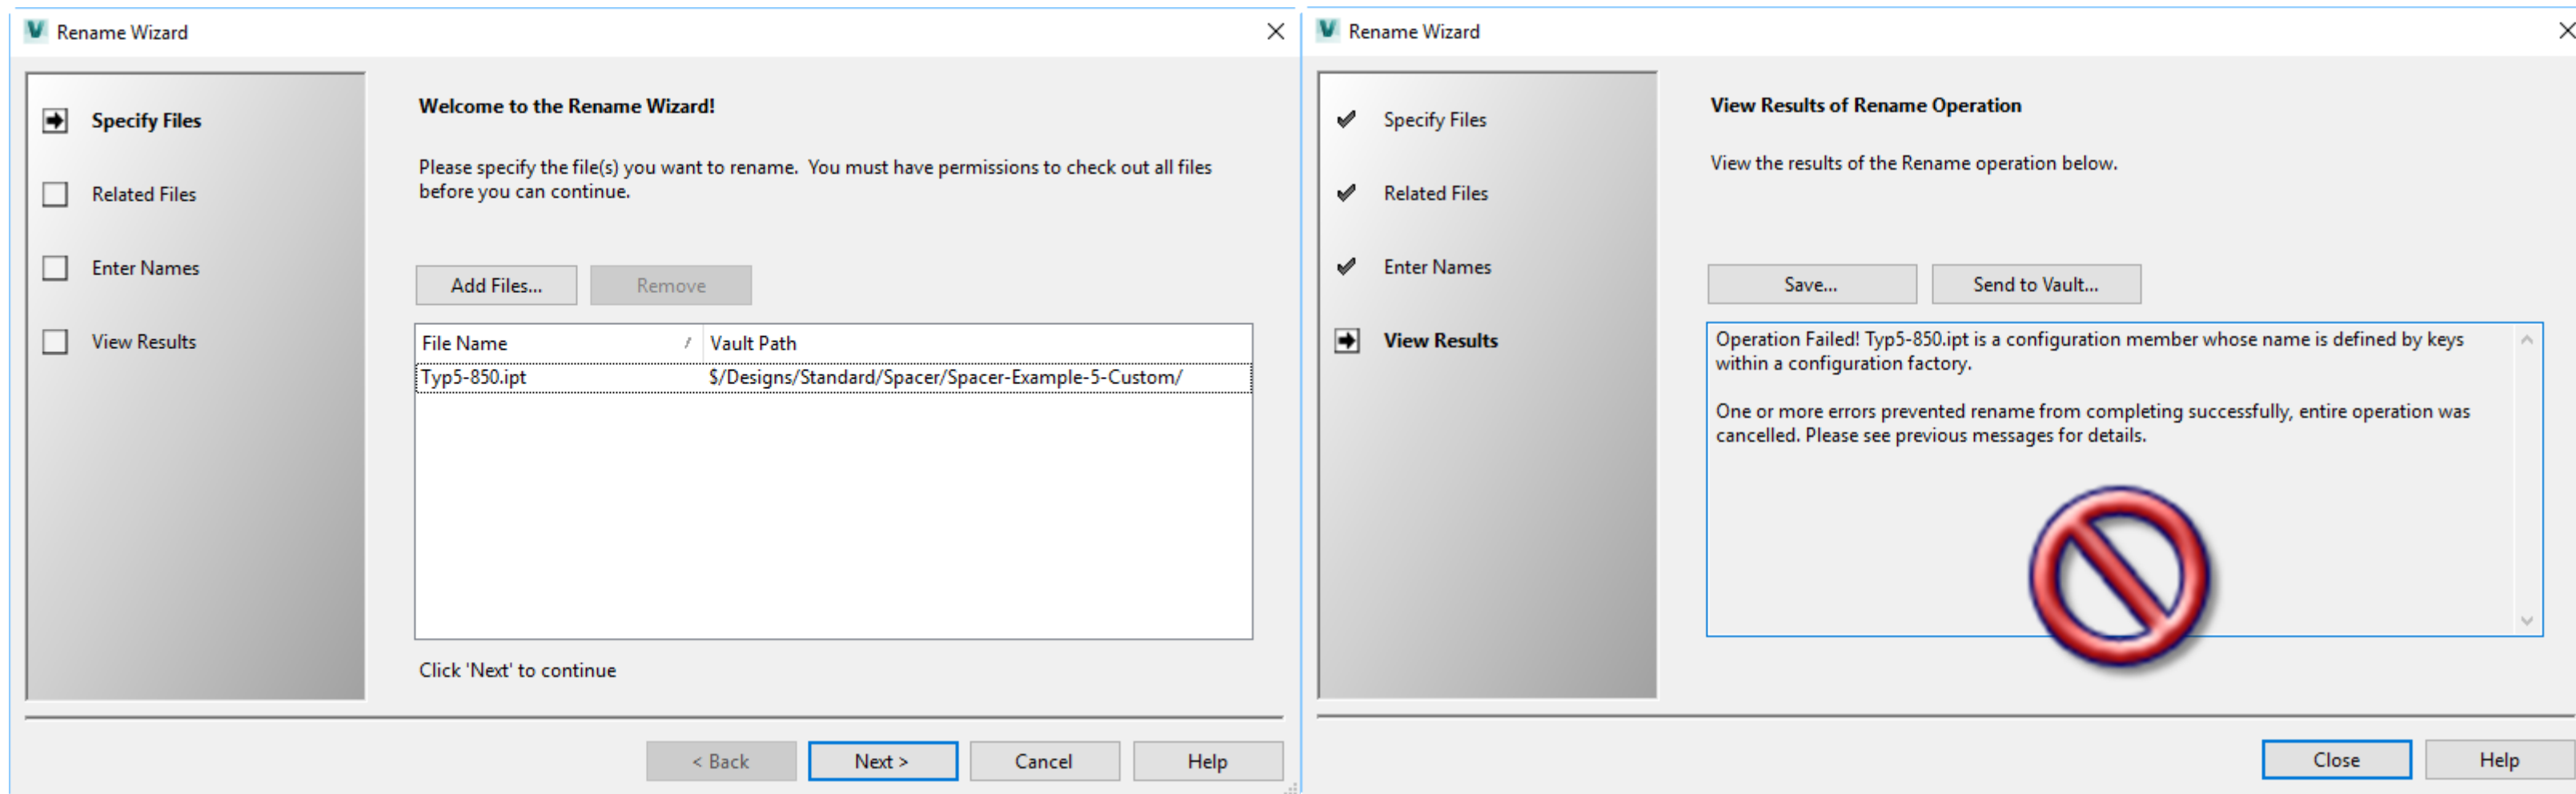 Rename Wizard
Specify Files
Related Files
Enter Names
View Results
Welcome to the Rename Wizard!
Please specify the file(s) you want to rename.  You must have permissions to check out all files
before you can continue.
Add Files...
Remove
File Name / Vault Path
Typ5-850.ipt $/Designs/Standard/Spacer/Spacer-Example-5-Custom/
Click 'Next' to continue
< Back
Next >
Cancel
Help
Rename Wizard
Specify Files
Related Files
Enter Names
View Results
View Results of Rename Operation
View the results of the Rename operation below.
Save...
Send to Vault...
Operation Failed! Typ5-850.ipt is a configuration member whose name is defined by keys
within a configuration factory.
One or more errors prevented rename from completing successfully, entire operation was
cancelled. Please see previous messages for details.
Close
Help